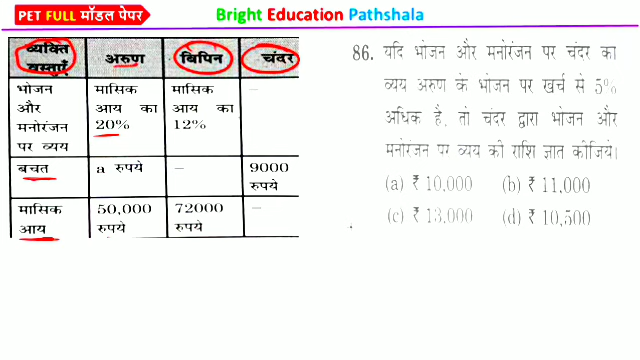 PET FULL मॉडल पेपर
Bright Education Pathshala
व्यक्ति वस्तुएँ
अरुण
बिपिन
चंदर
भोजन और मनोरंजन पर व्यय
मासिक आय का 20%
मासिक आय का 12%
–
बचत
a रुपये
–
9000 रुपये
मासिक आय
50,000 रुपये
72000 रुपये
–
86. यदि भोजन और मनोरंजन पर चंदर का
व्यय अरुण के भोजन पर खर्च से 5%
अधिक है, तो चंदर द्वारा भोजन और
मनोरंजन पर व्यय की राशि ज्ञात कीजिये।
(a) ₹ 10,000 (b) ₹ 11,000
(c) ₹ 13,000 (d) ₹ 10,500